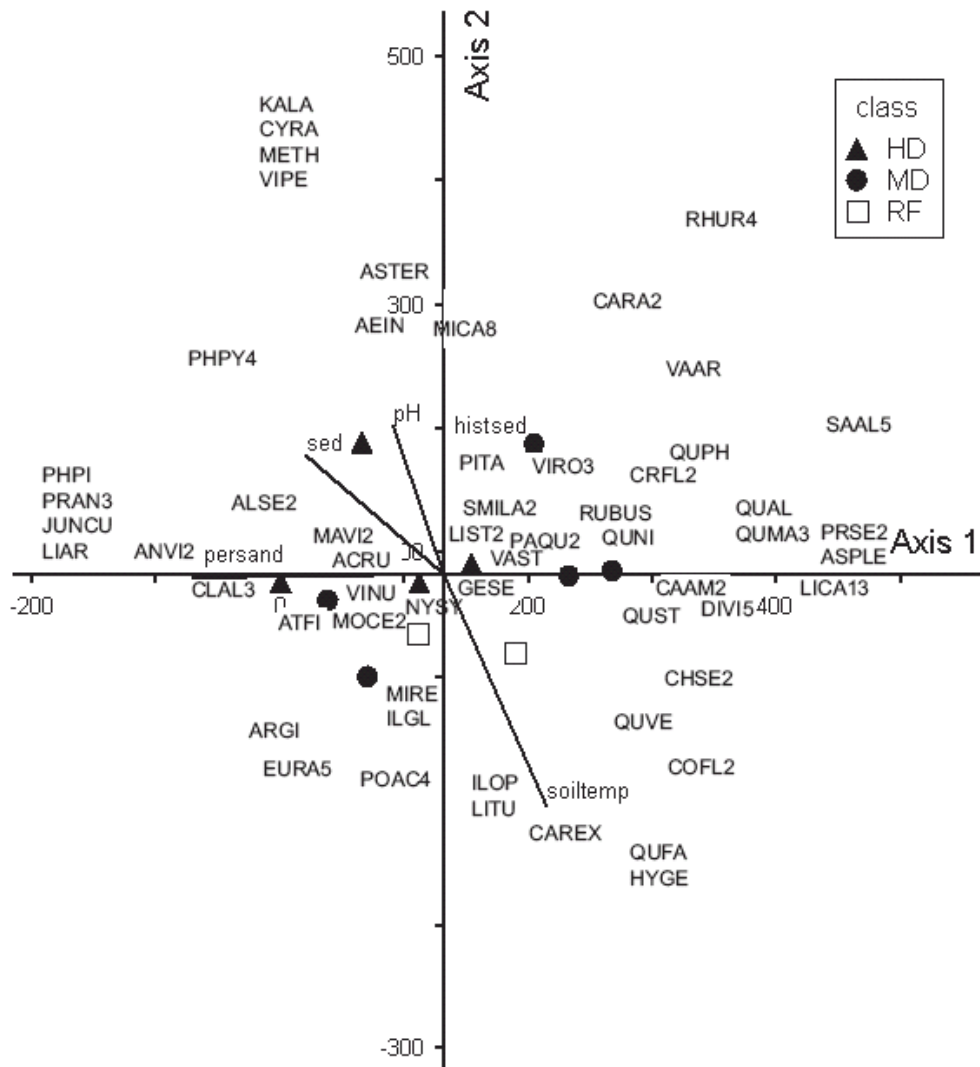 Axis 2
500
class
HD
MD
RF
KALA
CYRA
METH
VIPE
RHUR4
ASTER
CARA2
300
AEIN
MICA8
PHPY4
VAAR
pH
histsed
SAAL5
sed
QUPH
PITA
VIRO3
CRFL2
PHPI
PRAN3
JUNCU
LIAR
ALSE2
SMILA2
RUBUS
QUAL
QUMA3
MAVI2
LIST2
PAQU2
QUNI
PRSE2
ASPLE
Axis 1
ANVI2
persand
ACRU
VAST
CLAL3
VINU
NYSY
GESE
CAAM2
LICA13
-200
0
200
400
ATFI
MOCE2
QUST
DIVI5
CHSE2
MIRE
ILGL
QUVE
ARGI
EURA5
POAC4
COFL2
ILOP
LITU
soiltemp
CAREX
QUFA
HYGE
-300